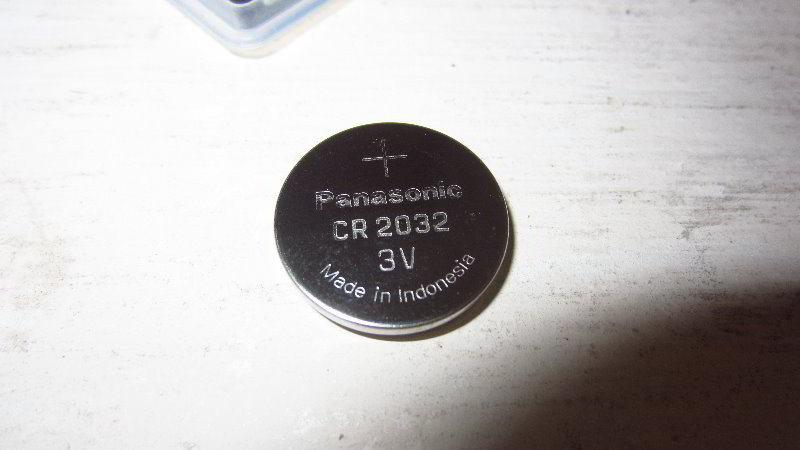 +
Panasonic
CR 2032
3V
Made in Indonesia